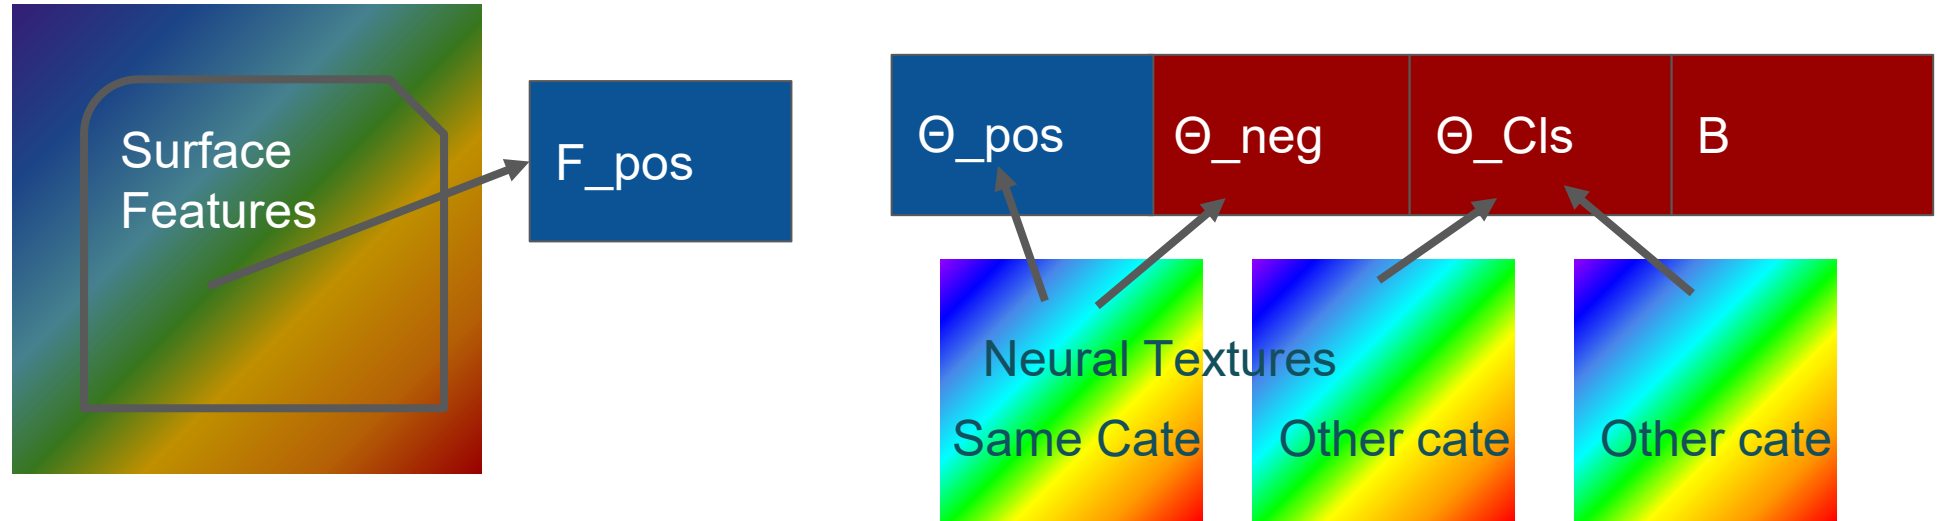 Surface
Features
F_pos
Θ_pos
Θ_neg
Θ_Cls
B
Neural Textures
Same Cate
Other cate
Other cate